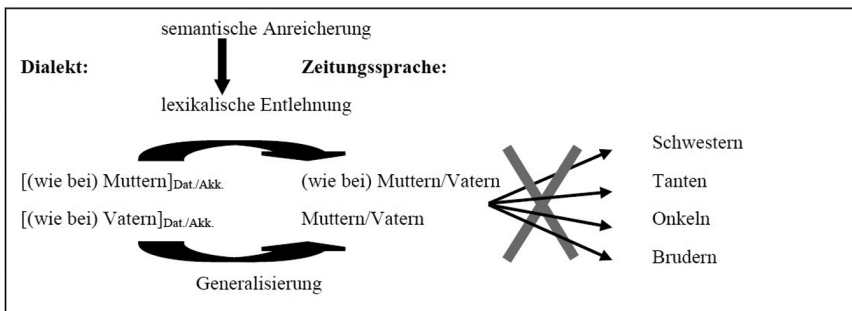 semantische Anreicherung
Dialekt: Zeitungssprache:
lexikalische Entlehnung
Schwestern
[(wie bei) Muttern]Dat./Akk. (wie bei) Muttern/Vatern Tanten
[(wie bei) Vatern]Dat./Akk. Muttern/Vatern Onkeln
Brudern
Generalisierung